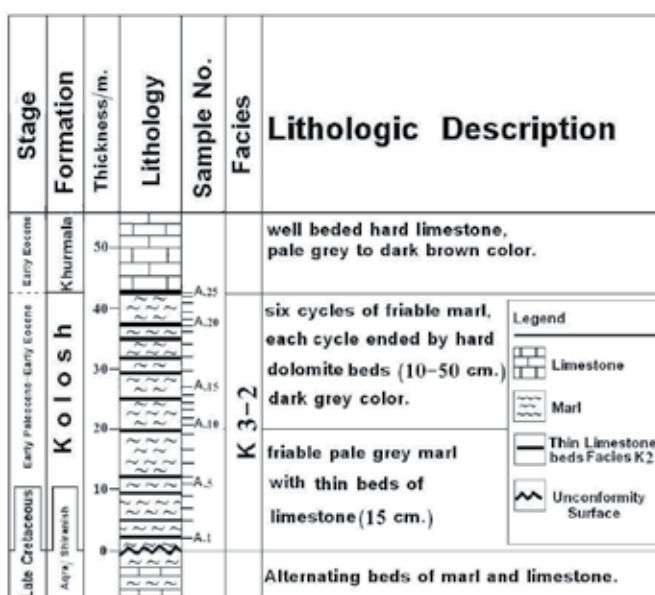 Stage
Formation
Thickness/m.
Lithology
Sample No.
Facies
Lithologic Description
Early Eocene
Khurmala
50
well beded hard limestone,
pale grey to dark brown color.
Early Paleocene-Early Eocene
Kolosh
40
30
20
10
0
A.25
A.20
A.15
A.10
A.5
A.1
K 3-2
six cycles of friable marl,
each cycle ended by hard
dolomite beds (10-50 cm.)
dark grey color.
friable pale grey marl
with thin beds of
limestone (15 cm.)
Legend
Limestone
Marl
Thin Limestone
beds Facies K2
Unconformity
Surface
Late Cretaceous
Aqra/ Shiranish
Alternating beds of marl and limestone.